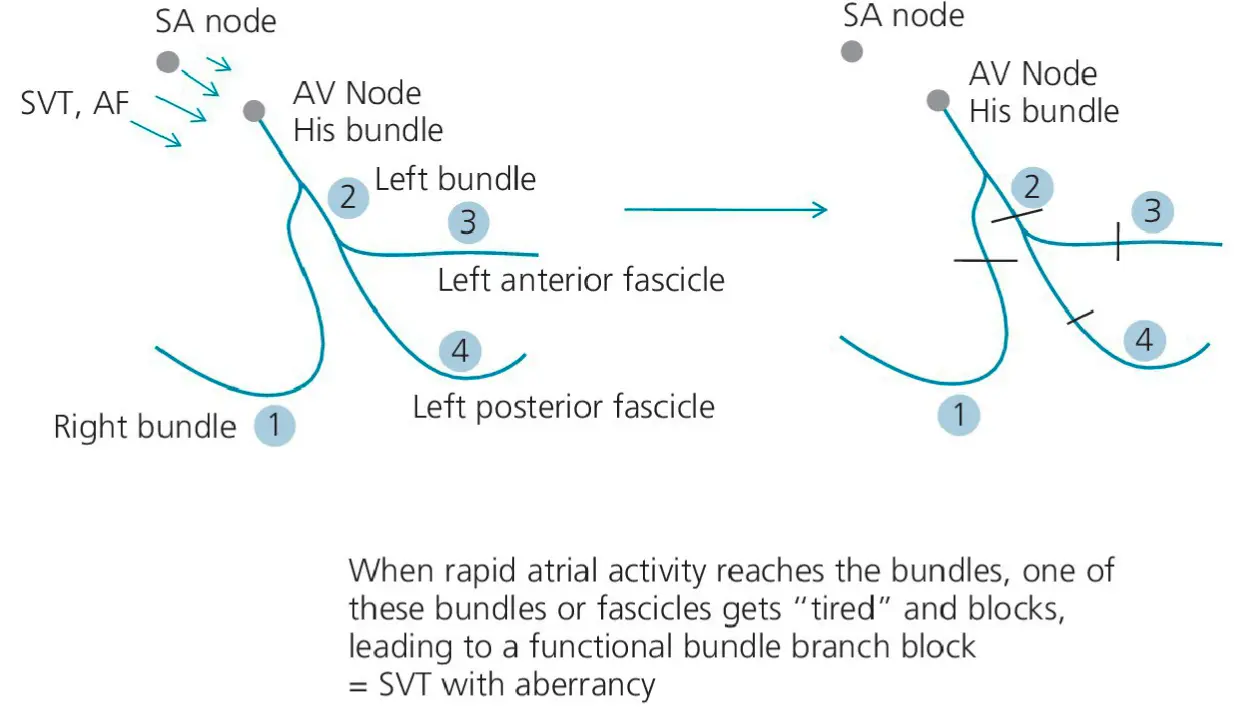 SA node
SVT, AF
AV Node
His bundle
2
Left bundle
3
Left anterior fascicle
4
Left posterior fascicle
Right bundle
1
SA node
AV Node
His bundle
2
3
4
1
When rapid atrial activity reaches the bundles, one of
these bundles or fascicles gets “tired” and blocks,
leading to a functional bundle branch block
= SVT with aberrancy